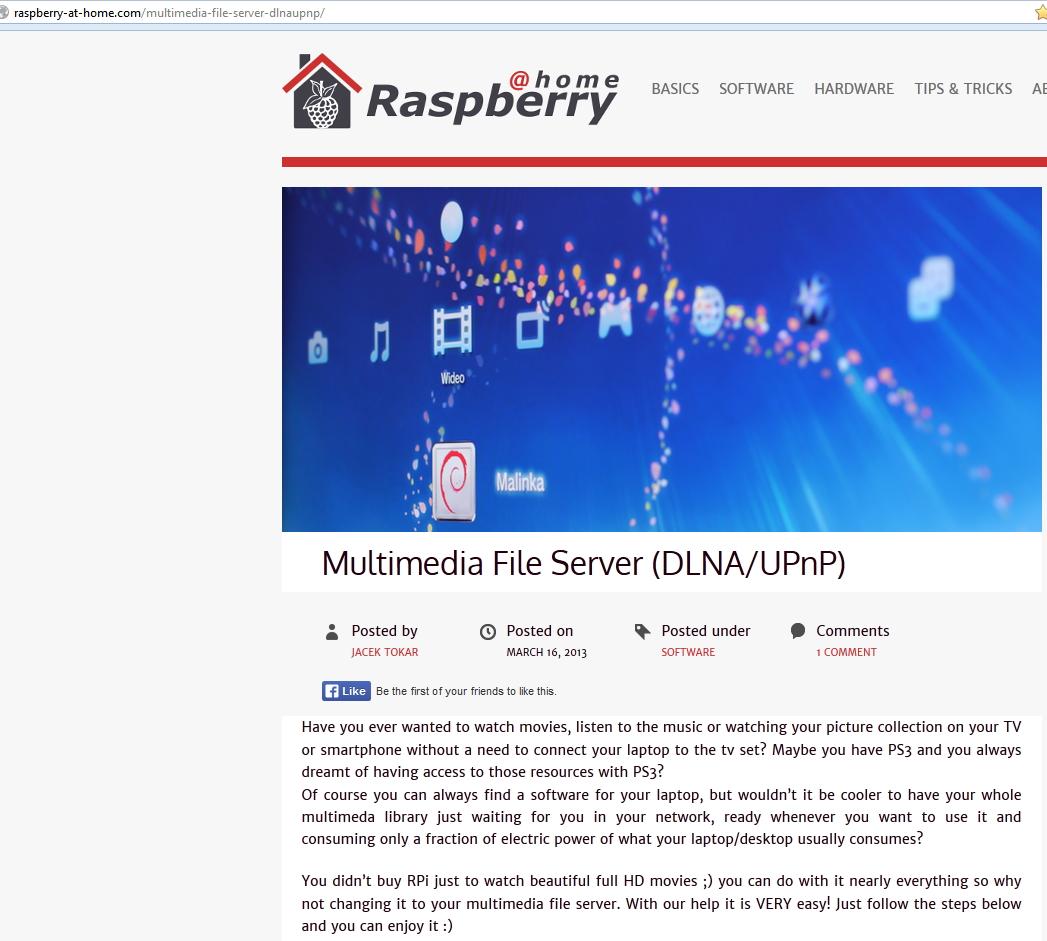 raspberry-at-home.com/multimedia-file-server-dlnaupnp/
@home
Raspberry
BASICS SOFTWARE HARDWARE TIPS & TRICKS AB
Wideo
Malinka
Multimedia File Server (DLNA/UPnP)
Posted by Posted on Posted under Comments
JACEK TOKAR MARCH 16, 2013 SOFTWARE 1 COMMENT
Like Be the first of your friends to like this.
Have you ever wanted to watch movies, listen to the music or watching your picture collection on your TV
or smartphone without a need to connect your laptop to the tv set? Maybe you have PS3 and you always
dreamt of having access to those resources with PS3?
Of course you can always find a software for your laptop, but wouldn't it be cooler to have your whole
multimeda library just waiting for you in your network, ready whenever you want to use it and
consuming only a fraction of electric power of what your laptop/desktop usually consumes?
You didn't buy RPi just to watch beautiful full HD movies ;) you can do with it nearly everything so why
not changing it to your multimedia file server. With our help it is VERY easy! Just follow the steps below
and you can enjoy it :)